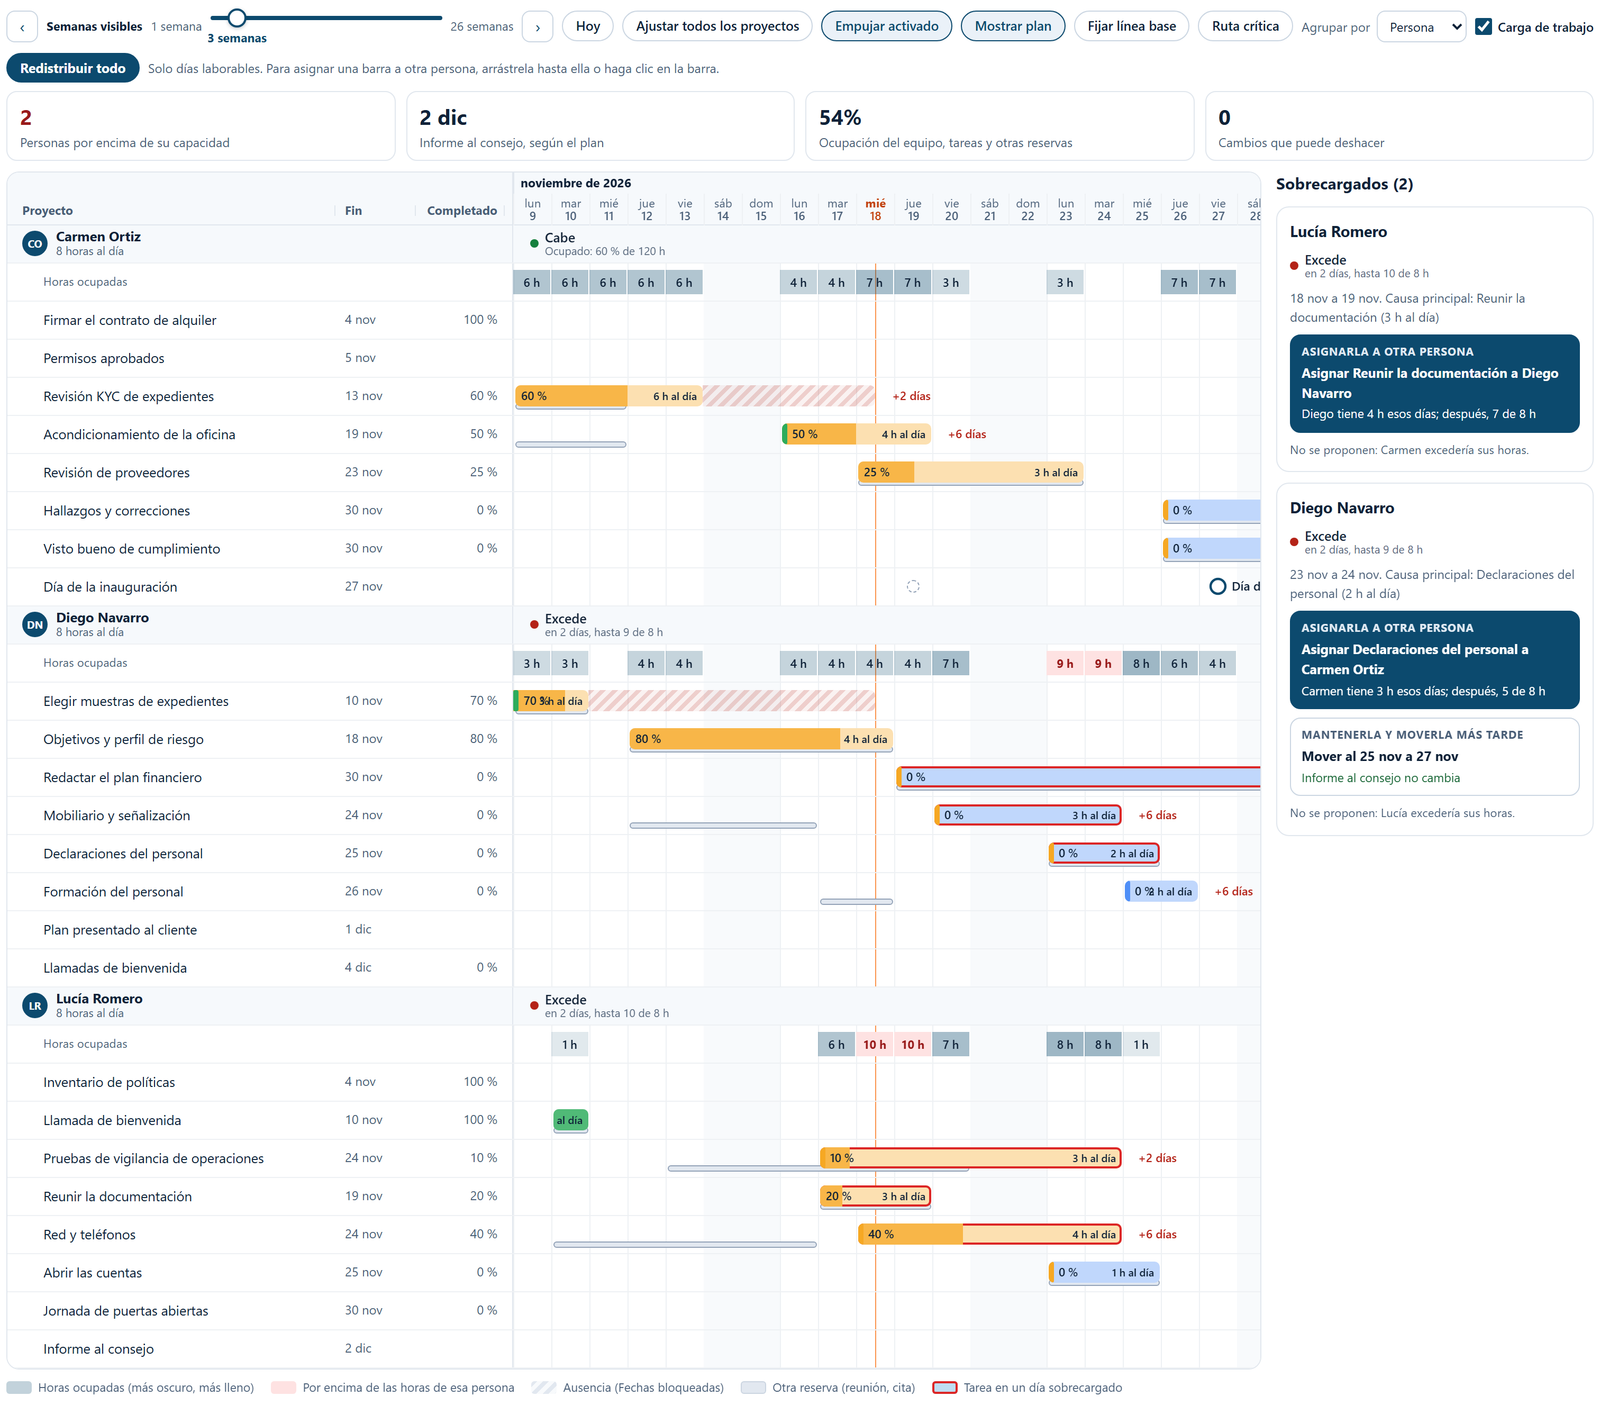 ‹ Semanas visibles 1 semana 3 semanas 26 semanas › Hoy Ajustar todos los proyectos Empujar activado Mostrar plan Fijar línea base Ruta crítica Agrupar por Persona Carga de trabajo
Redistribuir todo Solo días laborables. Para asignar una barra a otra persona, arrástrela hasta ella o haga clic en la barra.
2
Personas por encima de su capacidad
2 dic
Informe al consejo, según el plan
54%
Ocupación del equipo, tareas y otras reservas
0
Cambios que puede deshacer
noviembre de 2026
Proyecto Fin Completado
lun mar mié jue vie sáb dom lun mar mié jue vie sáb dom lun mar mié jue vie sáb
9 10 11 12 13 14 15 16 17 18 19 20 21 22 23 24 25 26 27 28
CO Carmen Ortiz
8 horas al día
Cabe
Ocupado: 60 % de 120 h
Horas ocupadas 6 h 6 h 6 h 6 h 6 h 4 h 4 h 7 h 7 h 3 h 3 h 7 h 7 h
Firmar el contrato de alquiler 4 nov 100 %
Permisos aprobados 5 nov
Revisión KYC de expedientes 13 nov 60 % 60 % 6 h al día +2 días
Acondicionamiento de la oficina 19 nov 50 % 50 % 4 h al día +6 días
Revisión de proveedores 23 nov 25 % 25 % 3 h al día
Hallazgos y correcciones 30 nov 0 % 0 %
Visto bueno de cumplimiento 30 nov 0 % 0 %
Día de la inauguración 27 nov Día d
DN Diego Navarro
8 horas al día
Excede
en 2 días, hasta 9 de 8 h
Horas ocupadas 3 h 3 h 4 h 4 h 4 h 4 h 4 h 4 h 7 h 9 h 9 h 8 h 6 h 4 h
Elegir muestras de expedientes 10 nov 70 % 70 % h al día
Objetivos y perfil de riesgo 18 nov 80 % 80 % 4 h al día
Redactar el plan financiero 30 nov 0 % 0 %
Mobiliario y señalización 24 nov 0 % 0 % 3 h al día +6 días
Declaraciones del personal 25 nov 0 % 0 % 2 h al día
Formación del personal 26 nov 0 % 0 % h al día +6 días
Plan presentado al cliente 1 dic
Llamadas de bienvenida 4 dic 0 %
LR Lucía Romero
8 horas al día
Excede
en 2 días, hasta 10 de 8 h
Horas ocupadas 1 h 6 h 10 h 10 h 7 h 8 h 8 h 1 h
Inventario de políticas 4 nov 100 %
Llamada de bienvenida 10 nov 100 % al día
Pruebas de vigilancia de operaciones 24 nov 10 % 10 % 3 h al día +2 días
Reunir la documentación 19 nov 20 % 20 % 3 h al día
Red y teléfonos 24 nov 40 % 40 % 4 h al día +6 días
Abrir las cuentas 25 nov 0 % 0 % 1 h al día
Jornada de puertas abiertas 30 nov 0 %
Informe al consejo 2 dic
Horas ocupadas (más oscuro, más lleno) Por encima de las horas de esa persona Ausencia (Fechas bloqueadas) Otra reserva (reunión, cita) Tarea en un día sobrecargado
Sobrecargados (2)
Lucía Romero
Excede
en 2 días, hasta 10 de 8 h
18 nov a 19 nov. Causa principal: Reunir la
documentación (3 h al día)
ASIGNARLA A OTRA PERSONA
Asignar Reunir la documentación a Diego
Navarro
Diego tiene 4 h esos días; después, 7 de 8 h
No se proponen: Carmen excedería sus horas.
Diego Navarro
Excede
en 2 días, hasta 9 de 8 h
23 nov a 24 nov. Causa principal: Declaraciones del
personal (2 h al día)
ASIGNARLA A OTRA PERSONA
Asignar Declaraciones del personal a
Carmen Ortiz
Carmen tiene 3 h esos días; después, 5 de 8 h
MANTENERLA Y MOVERLA MÁS TARDE
Mover al 25 nov a 27 nov
Informe al consejo no cambia
No se proponen: Lucía excedería sus horas.